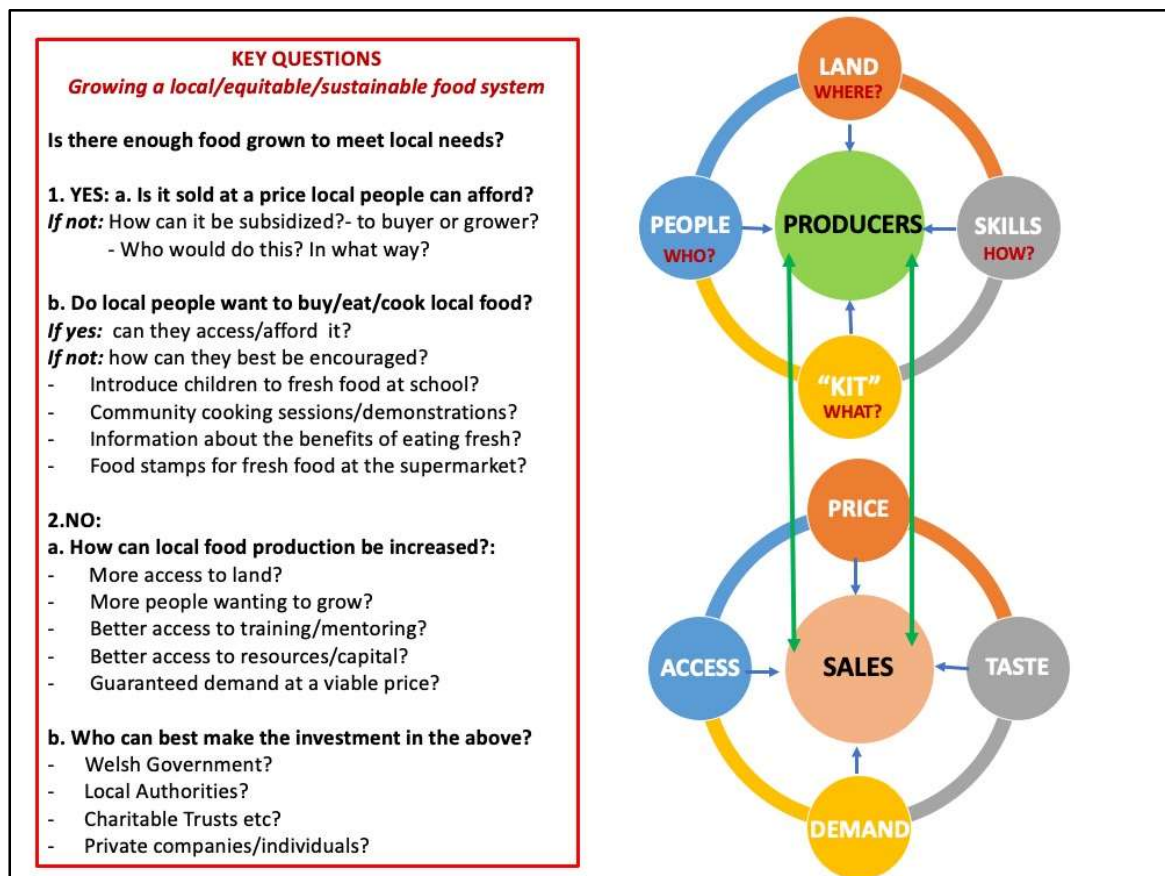 KEY QUESTIONS
Growing a local/equitable/sustainable food system
Is there enough food grown to meet local needs?
1. YES: a. Is it sold at a price local people can afford?
If not: How can it be subsidized?- to buyer or grower?
- Who would do this? In what way?
b. Do local people want to buy/eat/cook local food?
If yes: can they access/afford it?
If not: how can they best be encouraged?
- Introduce children to fresh food at school?
- Community cooking sessions/demonstrations?
- Information about the benefits of eating fresh?
- Food stamps for fresh food at the supermarket?
2.NO:
a. How can local food production be increased?:
- More access to land?
- More people wanting to grow?
- Better access to training/mentoring?
- Better access to resources/capital?
- Guaranteed demand at a viable price?
b. Who can best make the investment in the above?
- Welsh Government?
- Local Authorities?
- Charitable Trusts etc?
- Private companies/individuals?
LAND
WHERE?
PEOPLE
WHO?
PRODUCERS
SKILLS
HOW?
“KIT”
WHAT?
PRICE
ACCESS
SALES
TASTE
DEMAND